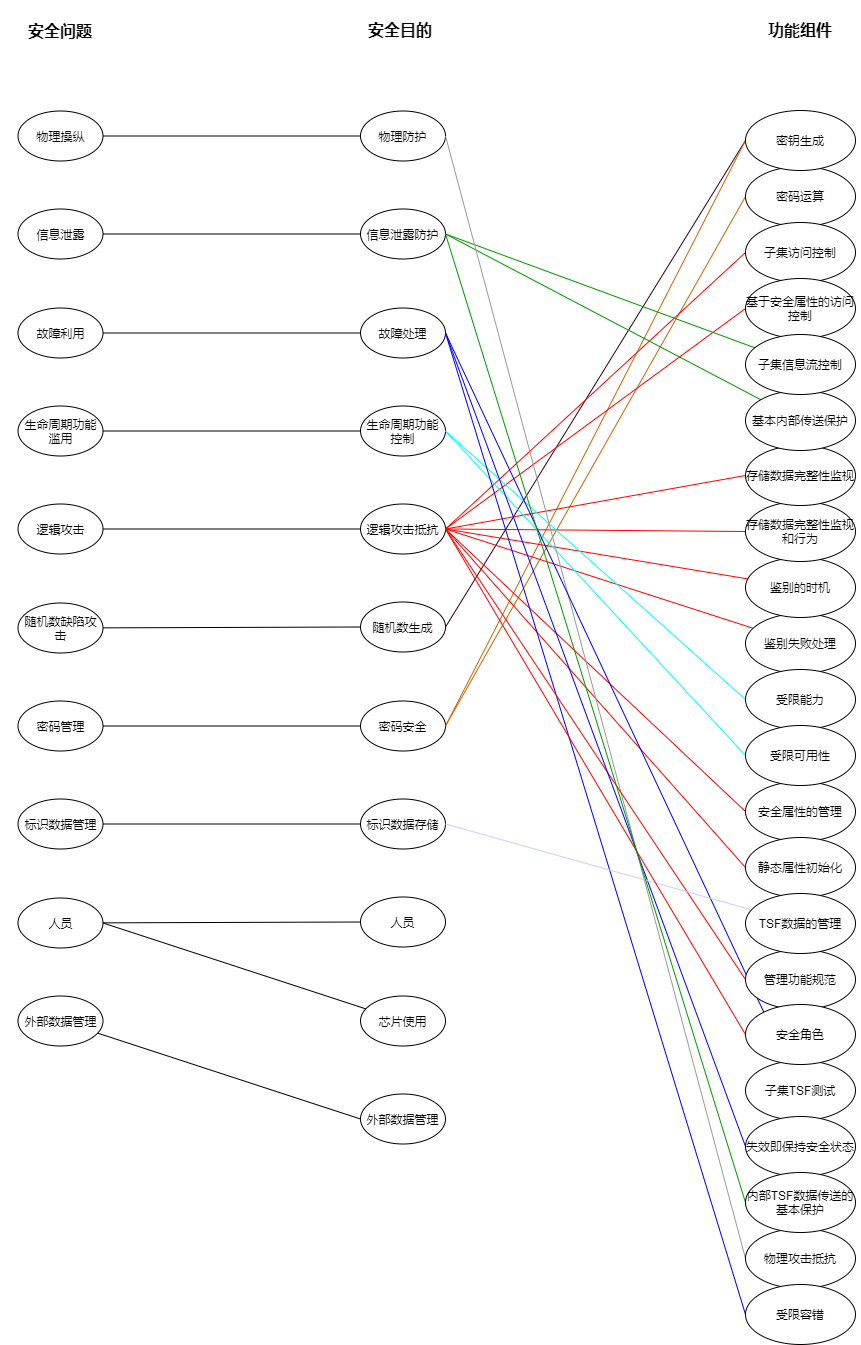 安全问题
安全目的
功能组件
物理操纵
信息泄露
故障利用
生命周期功能
滥用
逻辑攻击
随机数缺陷攻
击
密码管理
标识数据管理
人员
外部数据管理
物理防护
信息泄露防护
故障处理
生命周期功能
控制
逻辑攻击抵抗
随机数生成
密码安全
标识数据存储
人员
芯片使用
外部数据管理
密钥生成
密码运算
子集访问控制
基于安全属性的访问
控制
子集信息流控制
基本内部传送保护
存储数据完整性监视
存储数据完整性监视
和行为
鉴别的时机
鉴别失败处理
受限能力
受限可用性
安全属性的管理
静态属性初始化
TSF数据的管理
管理功能规范
安全角色
子集TSF测试
失效即保持安全状态
内部TSF数据传送的
基本保护
物理攻击抵抗
受限容错